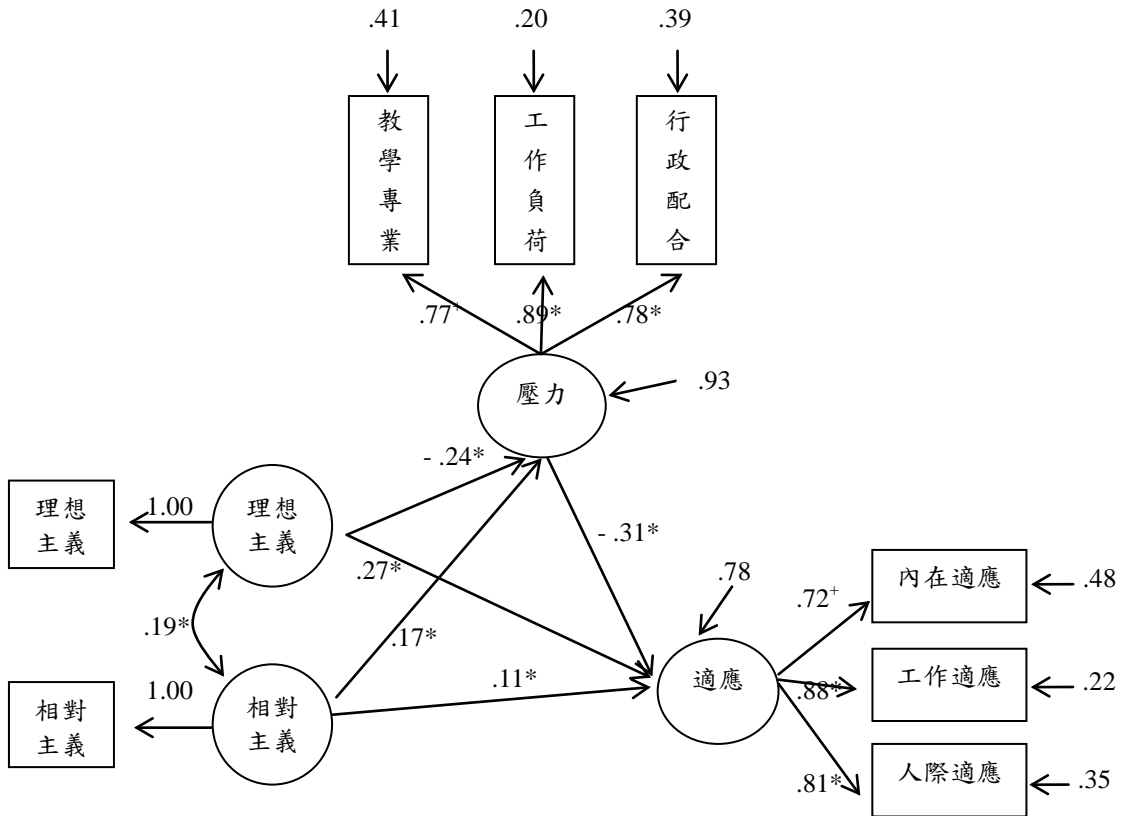 .41
.20
.39
教學專業
工作負荷
行政配合
.77⁺
.89*
.78*
壓力
.93
- .24*
理想
主義
1.00
理想
主義
- .31*
.27*
.19*
.17*
.78
.72⁺
內在適應
.48
相對
主義
1.00
相對
主義
.11*
適應
.88*
工作適應
.22
.81*
人際適應
.35